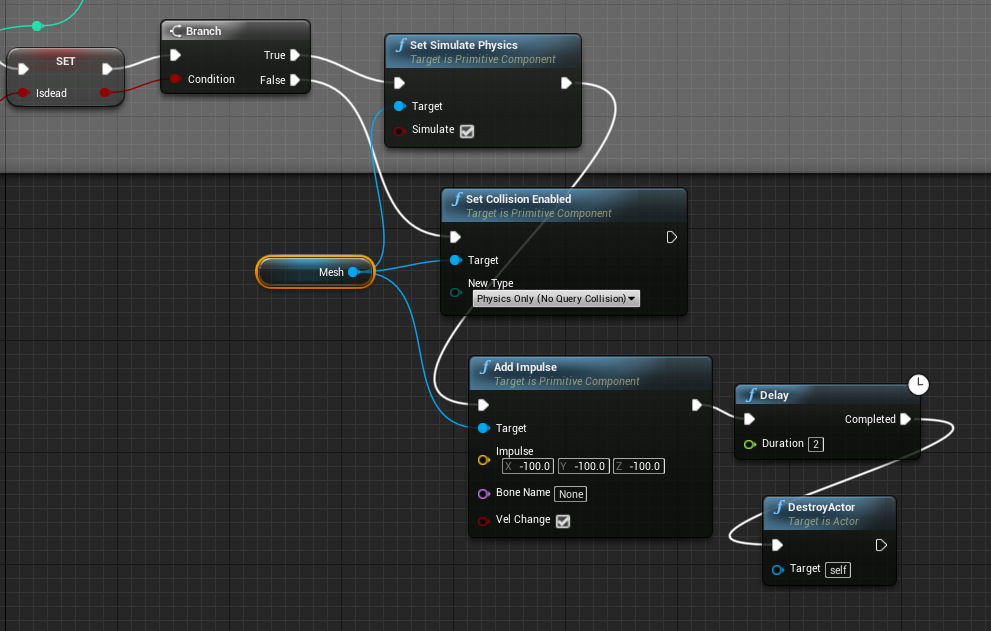 SET
Isdead
Branch
True
Condition
False
Set Simulate Physics
Target is Primitive Component
Target
Simulate
Set Collision Enabled
Target is Primitive Component
Target
New Type
Physics Only (No Query Collision)
Mesh
Add Impulse
Target is Primitive Component
Target
Impulse
X -100.0 Y -100.0 Z -100.0
Bone Name None
Vel Change
Delay
Completed
Duration 2
DestroyActor
Target is Actor
Target self